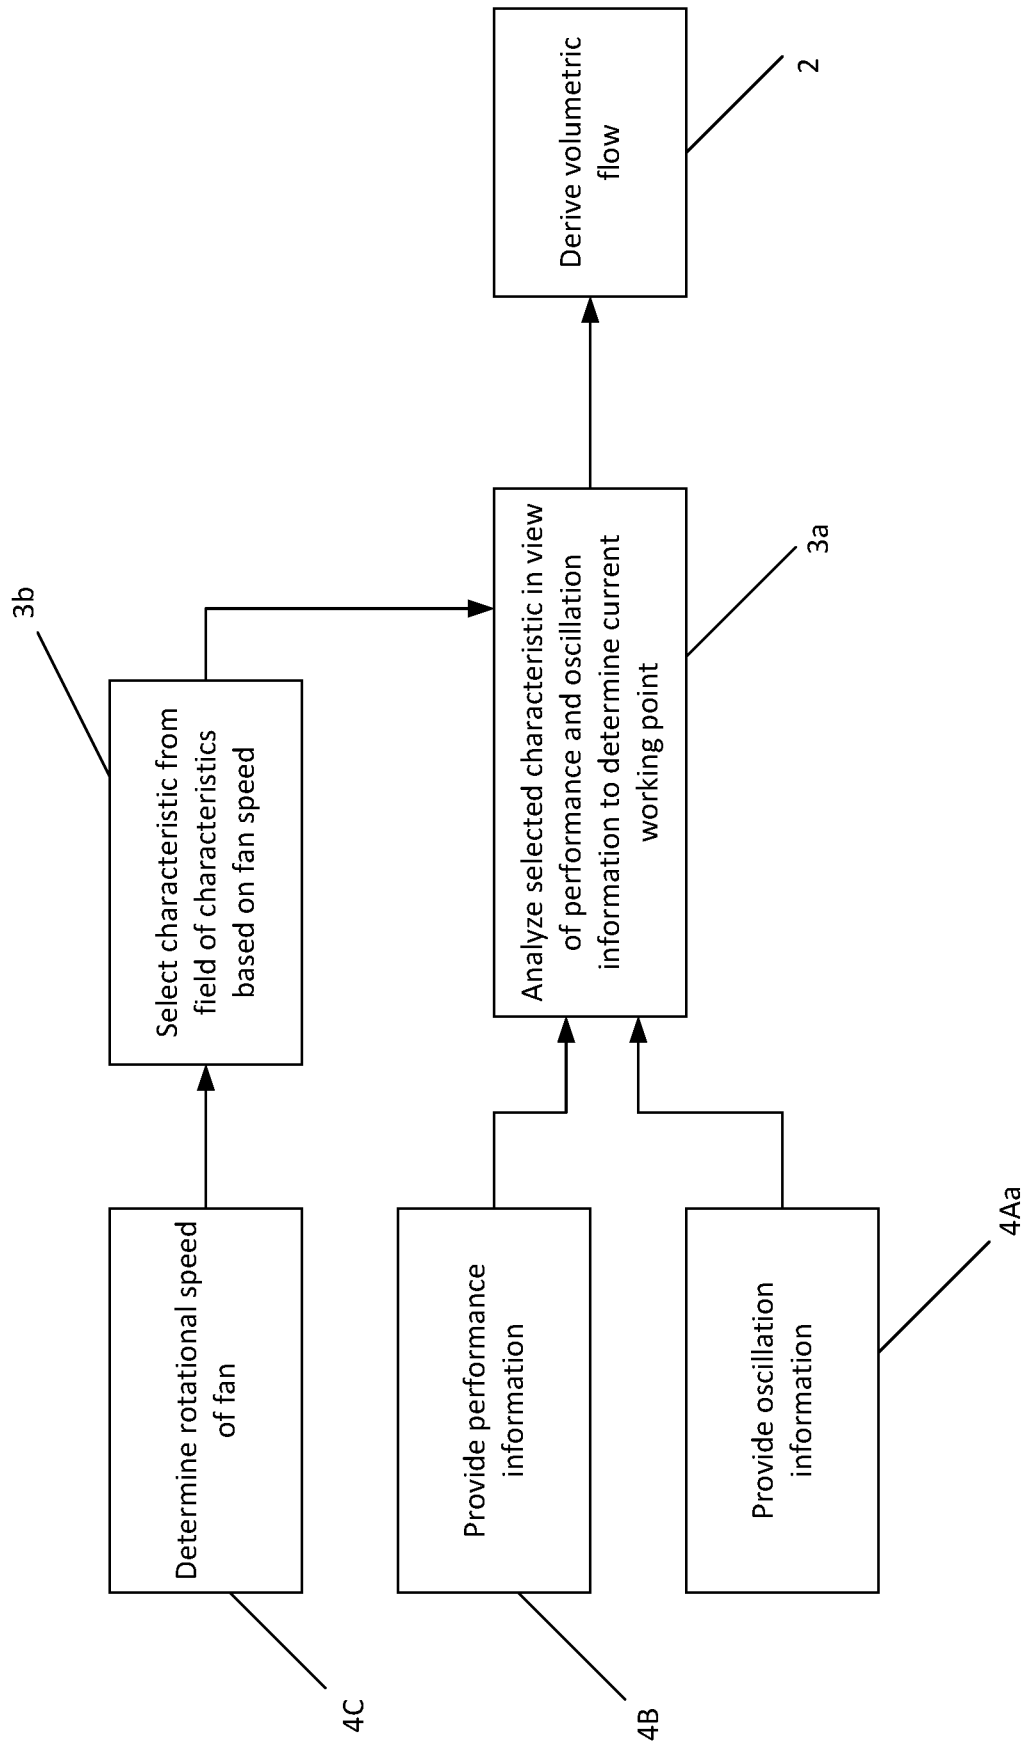 4C
Determine rotational speed
of fan
3b
Select characteristic from
field of characteristics
based on fan speed
4B
Provide performance
information
4Aa
Provide oscillation
information
3a
Analyze selected characteristic in view
of performance and oscillation
information to determine current
working point
2
Derive volumetric
flow